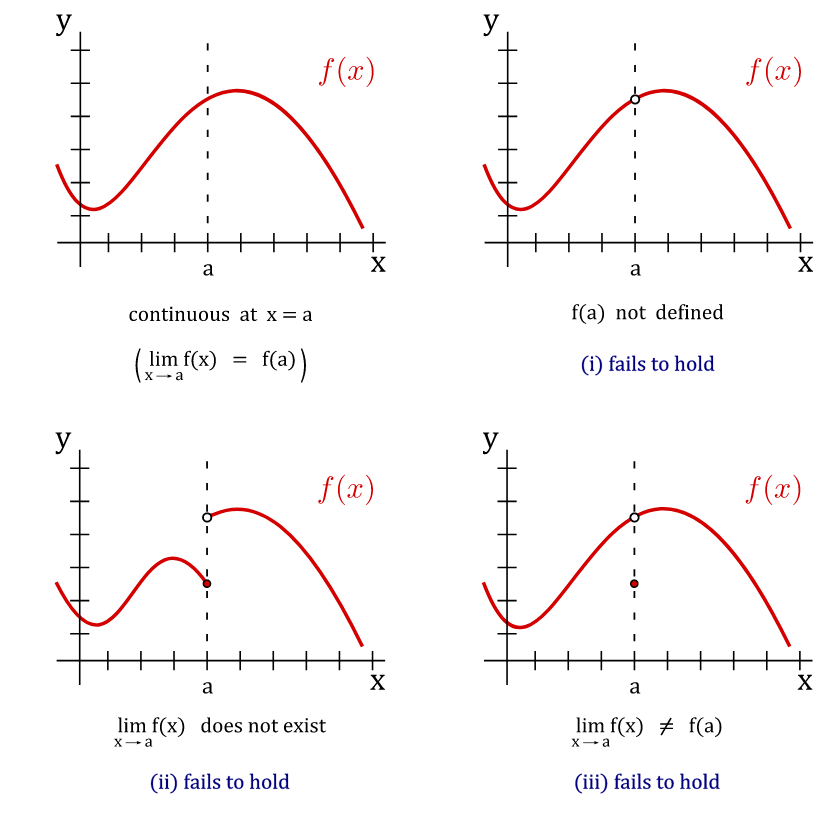 y
f(x)
a
x
continuous at x = a
( lim f(x) = f(a) )
x→a
y
f(x)
a
x
f(a) not defined
(i) fails to hold
y
f(x)
a
x
lim f(x) does not exist
x→a
(ii) fails to hold
y
f(x)
a
x
lim f(x) ≠ f(a)
x→a
(iii) fails to hold